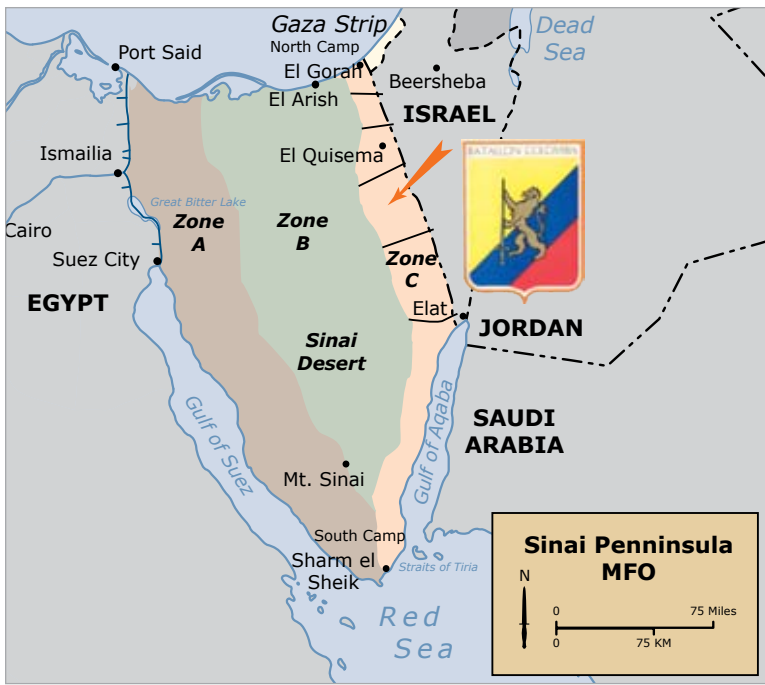 Gaza Strip
North Camp
Port Said
El Gorah
Dead
Sea
El Arish
Beersheba
ISRAEL
Ismailia
El Quisema
BATALLON COLOMBIA
Great Bitter Lake
Zone
A
Zone
B
Cairo
Suez City
Zone
C
EGYPT
Elat
JORDAN
Sinai
Desert
Gulf of Suez
Gulf of Aqaba
SAUDI
ARABIA
Mt. Sinai
South Camp
Sharm el
Sheik
Straits of Tiria
Red
Sea
Sinai Penninsula
MFO
N
0 75 Miles
0 75 KM